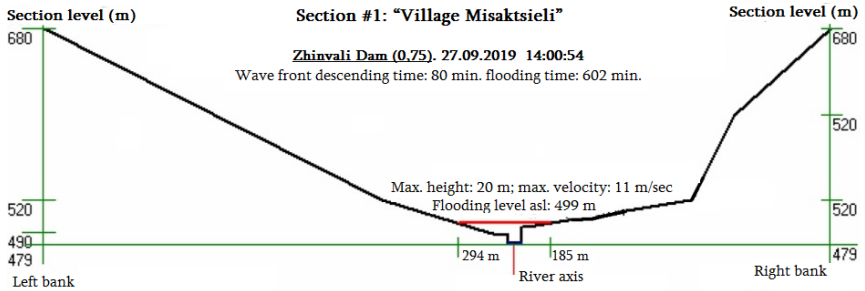 Section level (m)
Section #1: “Village Misaktsieli”
Section level (m)
680
680
Zhinvali Dam (0,75). 27.09.2019 14:00:54
Wave front descending time: 80 min. flooding time: 602 min.
520
Max. height: 20 m; max. velocity: 11 m/sec
520
520
Flooding level asl: 499 m
490
479
294 m
185 m
479
Left bank
River axis
Right bank